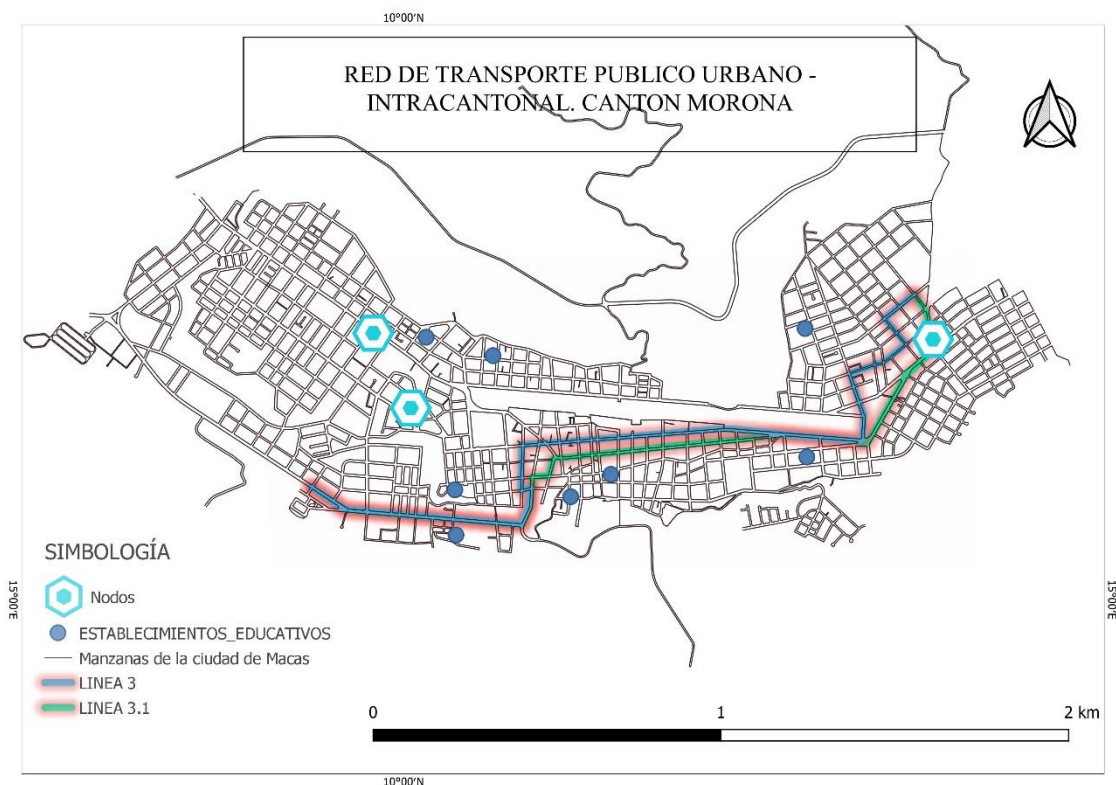 10°00'N
RED DE TRANSPORTE PUBLICO URBANO -
INTRACANTONAL. CANTON MORONA
SIMBOLOGÍA
Nodos
ESTABLECIMIENTOS_EDUCATIVOS
Manzanas de la ciudad de Macas
LINEA 3
LINEA 3.1
15°00'E
15°00'E
0 1 2 km
10°00'N